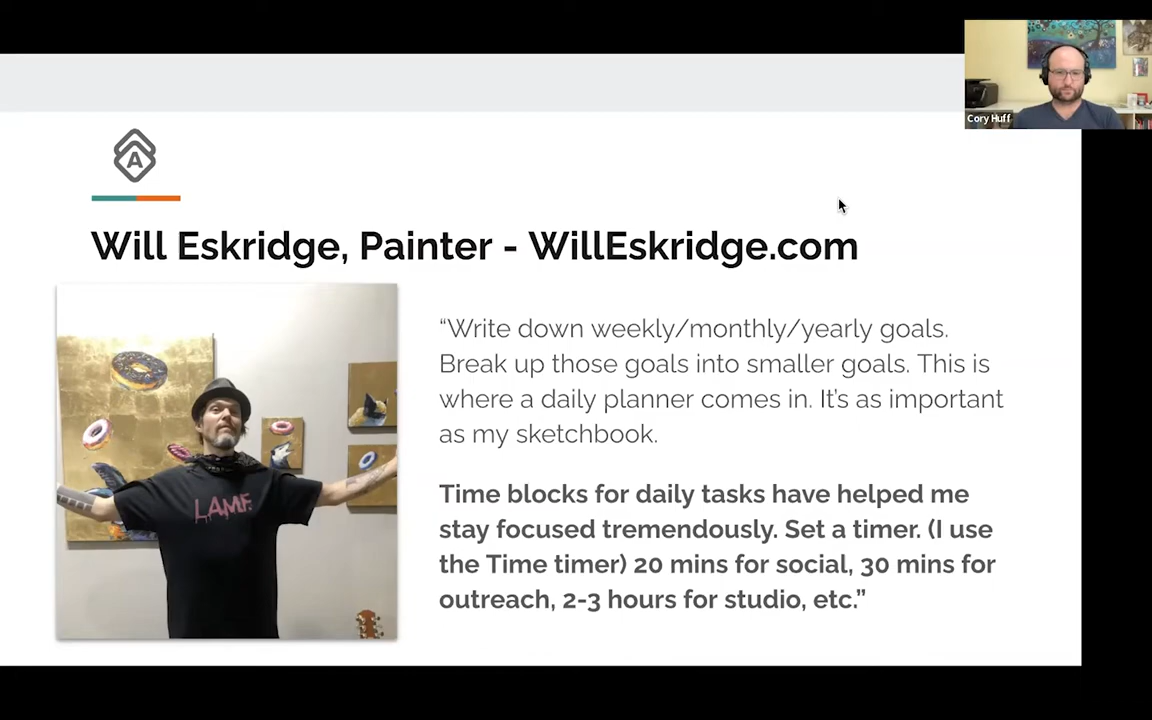 Cory Huff
A
Will Eskridge, Painter - WillEskridge.com
“Write down weekly/monthly/yearly goals.
Break up those goals into smaller goals. This is
where a daily planner comes in. It’s as important
as my sketchbook.
LAMF
Time blocks for daily tasks have helped me
stay focused tremendously. Set a timer. (I use
the Time timer) 20 mins for social, 30 mins for
outreach, 2-3 hours for studio, etc.”